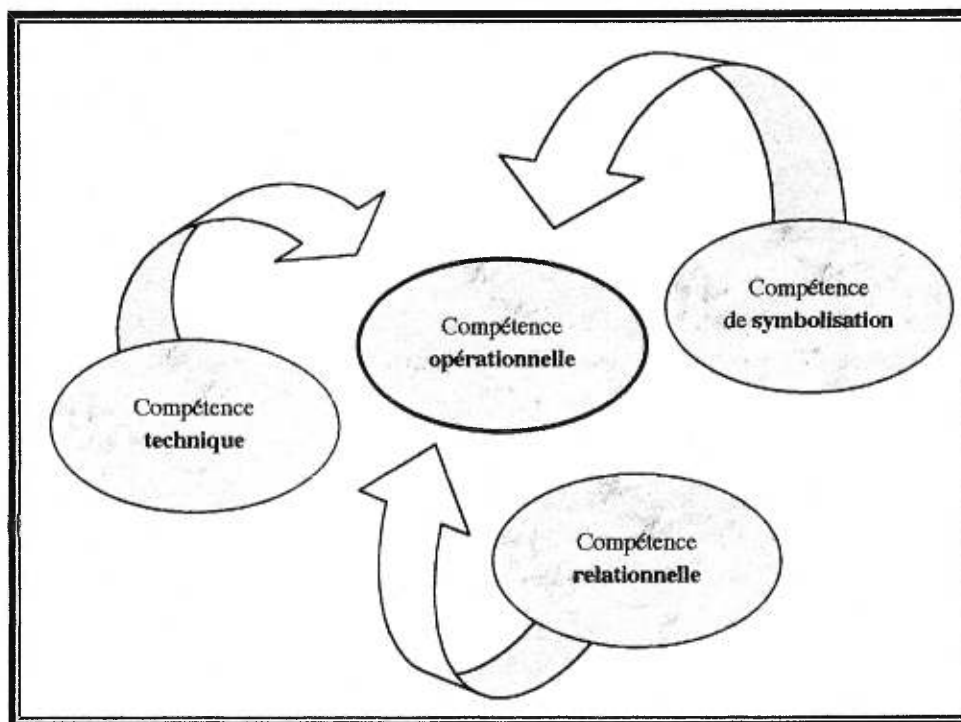 Compétence
de symbolisation
Compétence
opérationnelle
Compétence
technique
Compétence
relationnelle